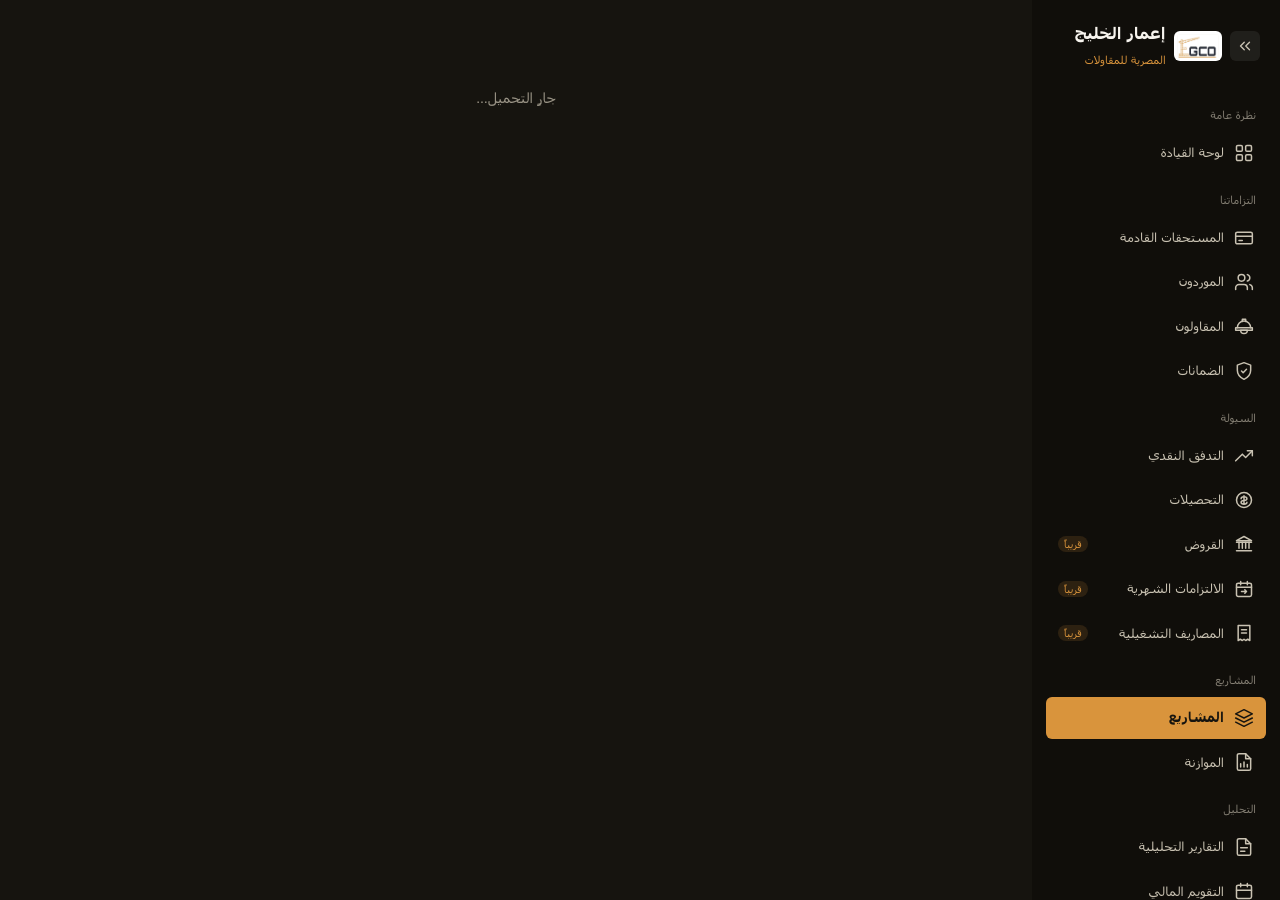 إعمار الخليج
GCO
المصرية للمقاولات
جارِ التحميل...
نظرة عامة
لوحة القيادة
التزاماتنا
المستحقات القادمة
الموردون
المقاولون
الضمانات
السيولة
التدفق النقدي
التحصيلات
القروض
قريباً
الالتزامات الشهرية
قريباً
المصاريف التشغيلية
قريباً
المشاريع
المشاريع
الموازنة
التحليل
التقارير التحليلية
التقويم المالي